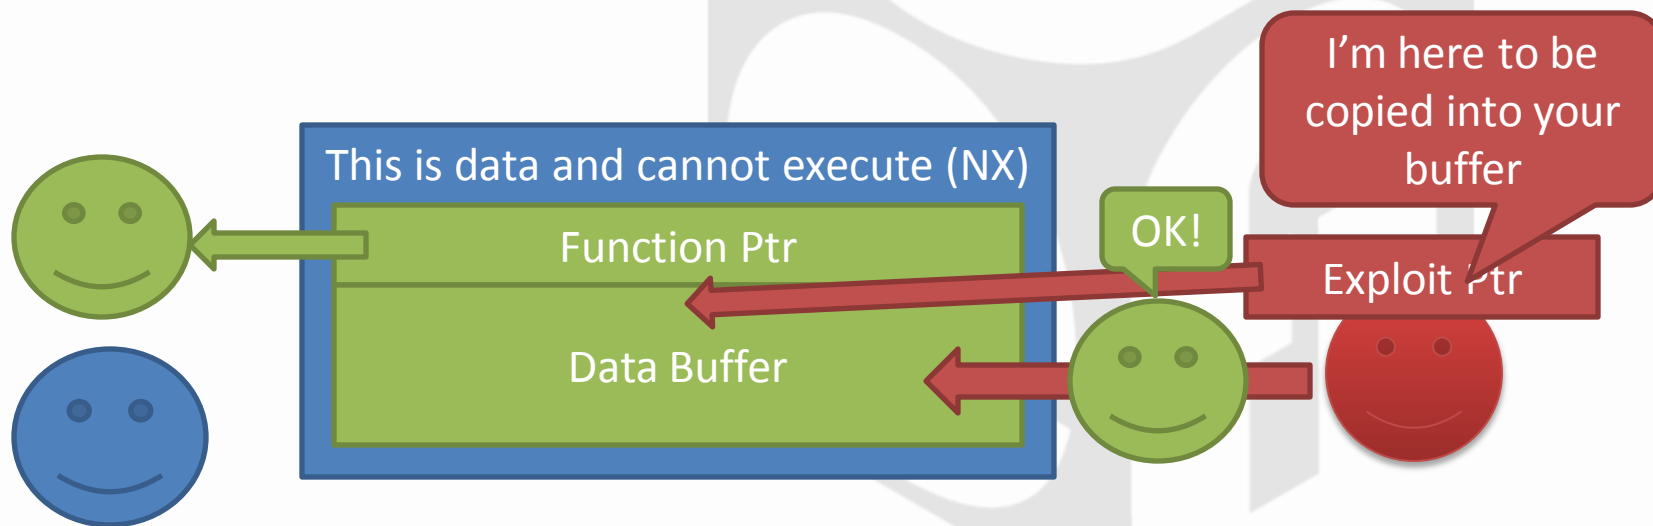 I’m here to be
copied into your
buffer
This is data and cannot execute (NX)
Function Ptr
OK!
Exploit Ptr
Data Buffer